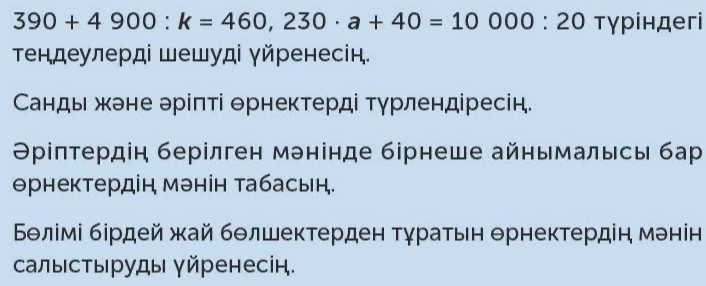 390 + 4 900 : k = 460, 230 · a + 40 = 10 000 : 20 түріндегі
теңдеулерді шешуді үйренесің.
Санды және әріпті өрнектерді түрлендіресің.
Әріптердің берілген мәнінде бірнеше айнымалысы бар
өрнектердің мәнін табасың.
Бөлімі бірдей жай бөлшектерден тұратын өрнектердің мәнін
салыстыруды үйренесің.